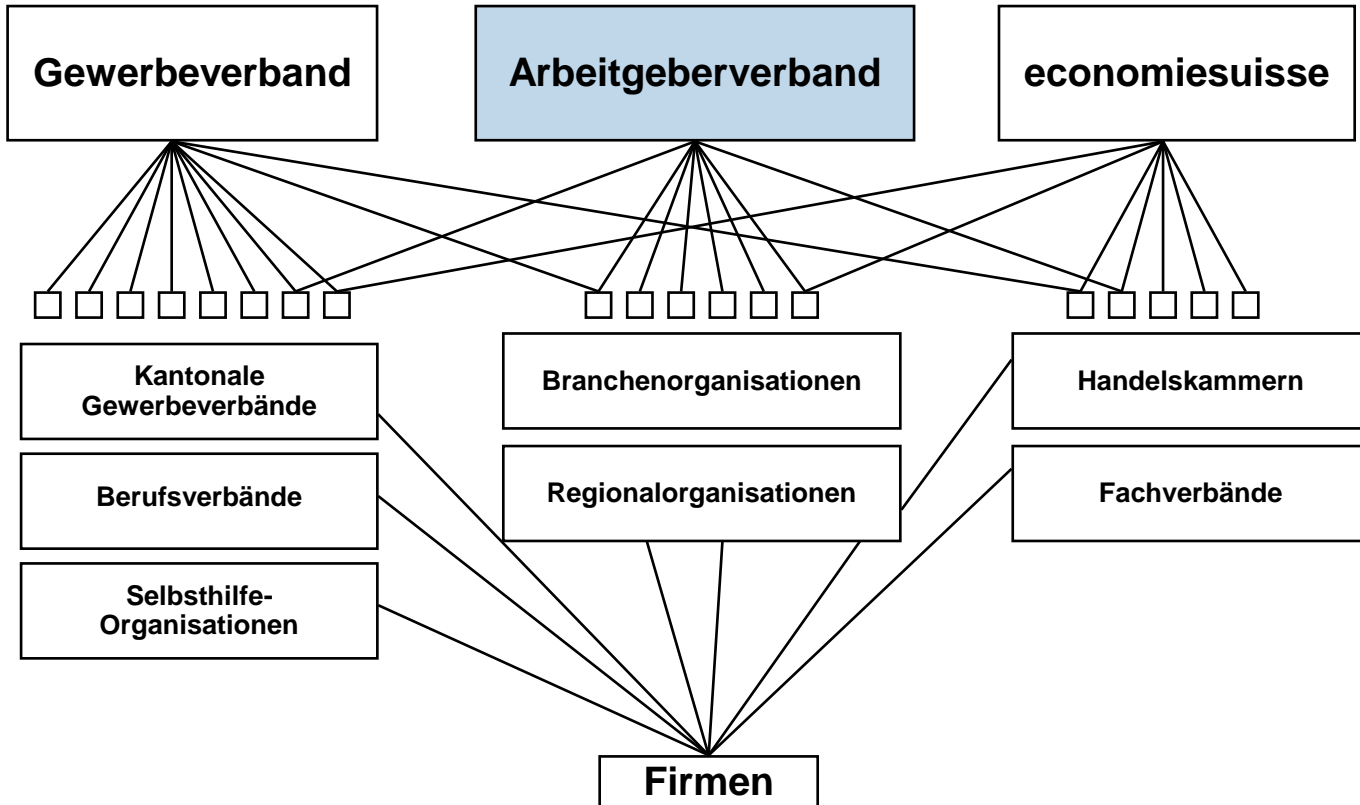 Gewerbeverband
Arbeitgeberverband
economiesuisse
Kantonale
Gewerbeverbände
Branchenorganisationen
Handelskammern
Berufsverbände
Regionalorganisationen
Fachverbände
Selbsthilfe-
Organisationen
Firmen